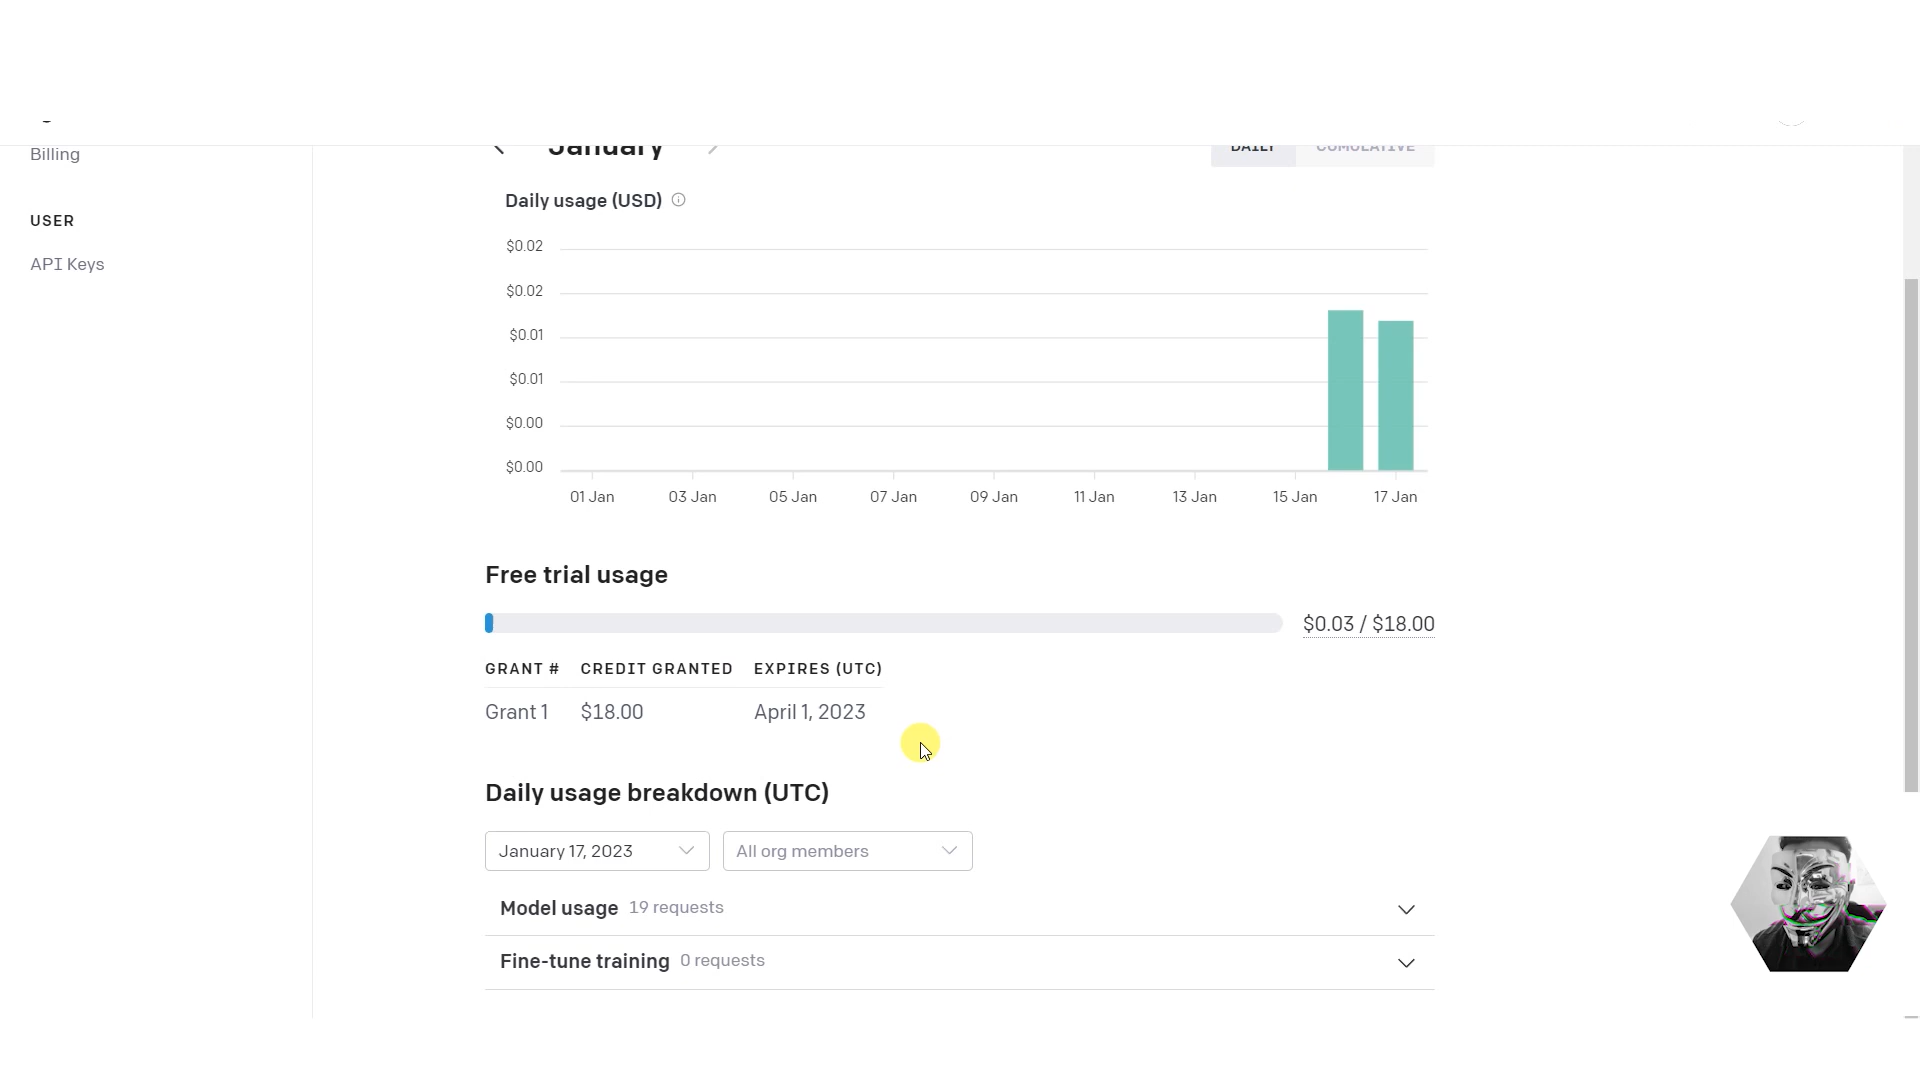 Billing
USER
API Keys
January
DAILY
CUMULATIVE
Daily usage (USD)
$0.02
$0.02
$0.01
$0.01
$0.00
$0.00
01 Jan
03 Jan
05 Jan
07 Jan
09 Jan
11 Jan
13 Jan
15 Jan
17 Jan
Free trial usage
$0.03 / $18.00
GRANT # CREDIT GRANTED EXPIRES (UTC)
Grant 1 $18.00 April 1, 2023
Daily usage breakdown (UTC)
January 17, 2023
All org members
Model usage 19 requests
Fine-tune training 0 requests